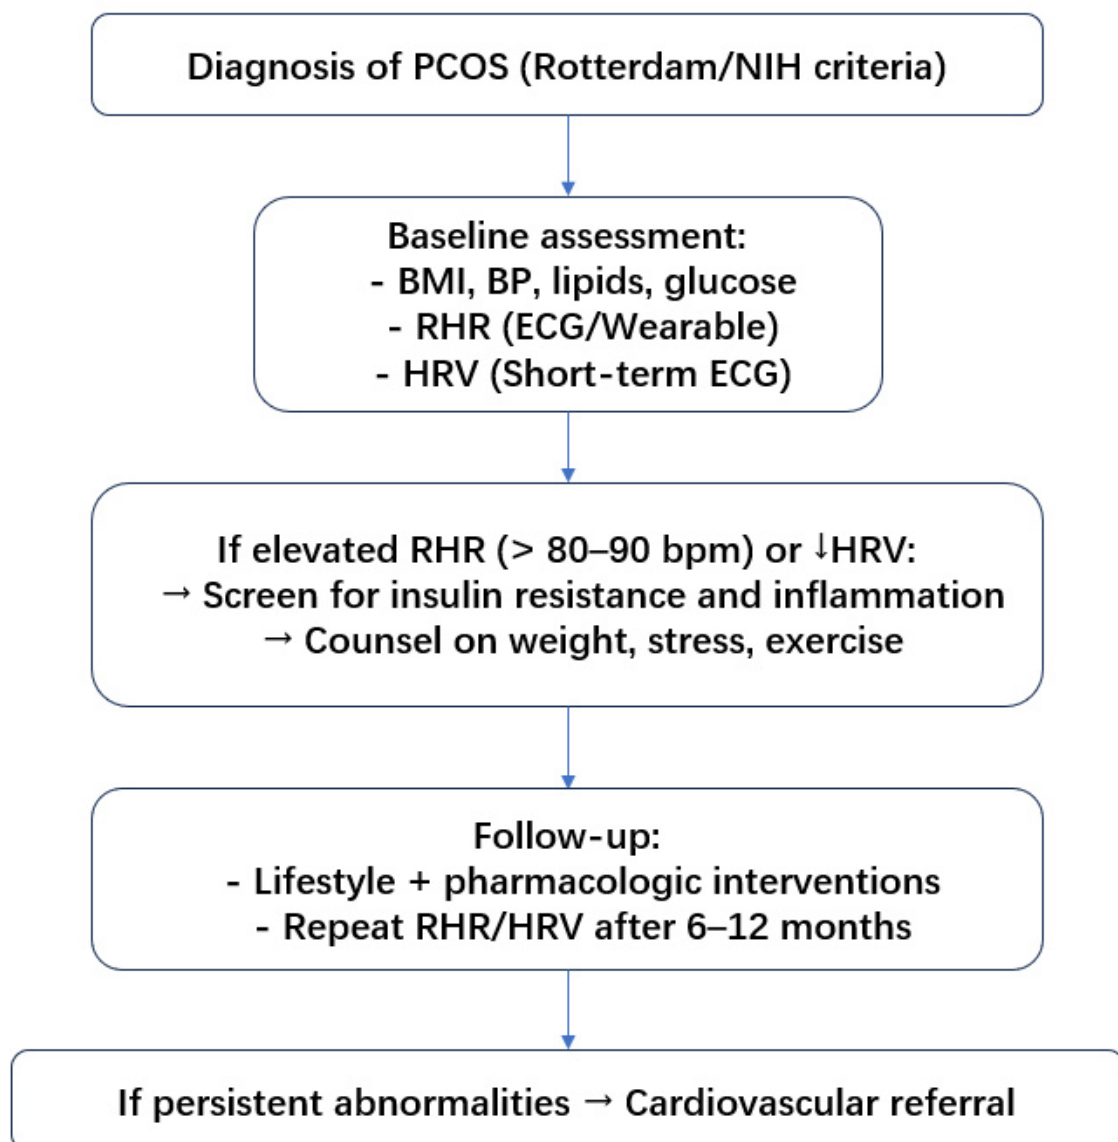 Diagnosis of PCOS (Rotterdam/NIH criteria)
Baseline assessment:
- BMI, BP, lipids, glucose
- RHR (ECG/Wearable)
- HRV (Short-term ECG)
If elevated RHR (> 80–90 bpm) or ↓HRV:
→ Screen for insulin resistance and inflammation
→ Counsel on weight, stress, exercise
Follow-up:
- Lifestyle + pharmacologic interventions
- Repeat RHR/HRV after 6–12 months
If persistent abnormalities → Cardiovascular referral